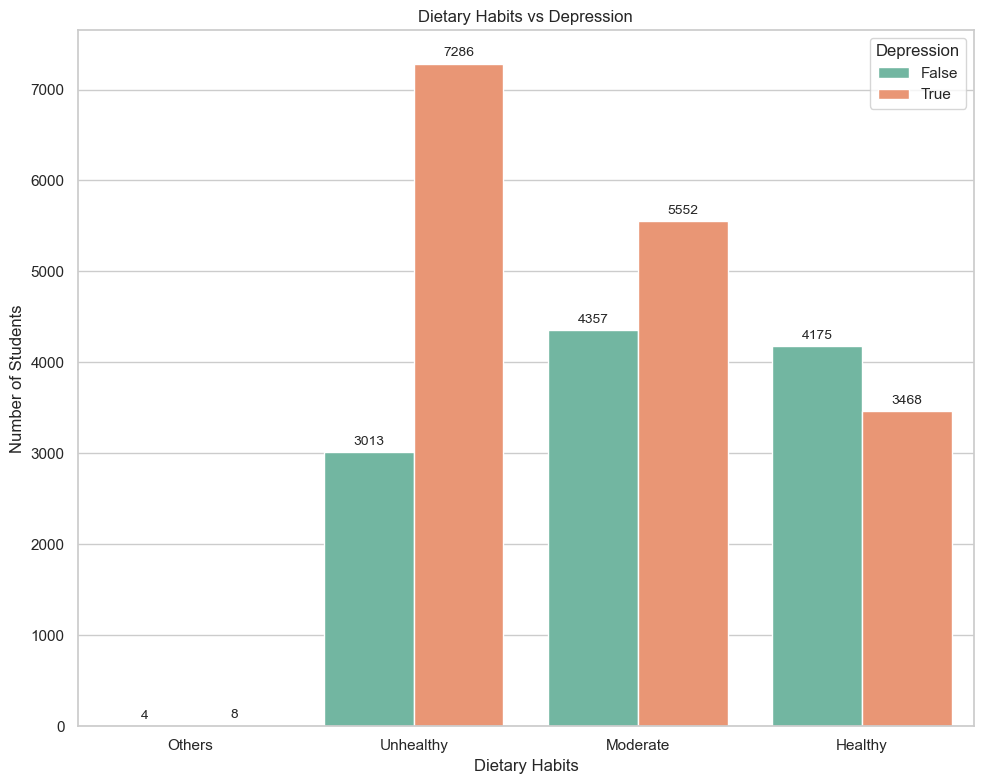 Dietary Habits vs Depression
Depression
False
True
Number of Students
7000
6000
5000
4000
3000
2000
1000
0
4
8
3013
7286
4357
5552
4175
3468
Others
Unhealthy
Moderate
Healthy
Dietary Habits